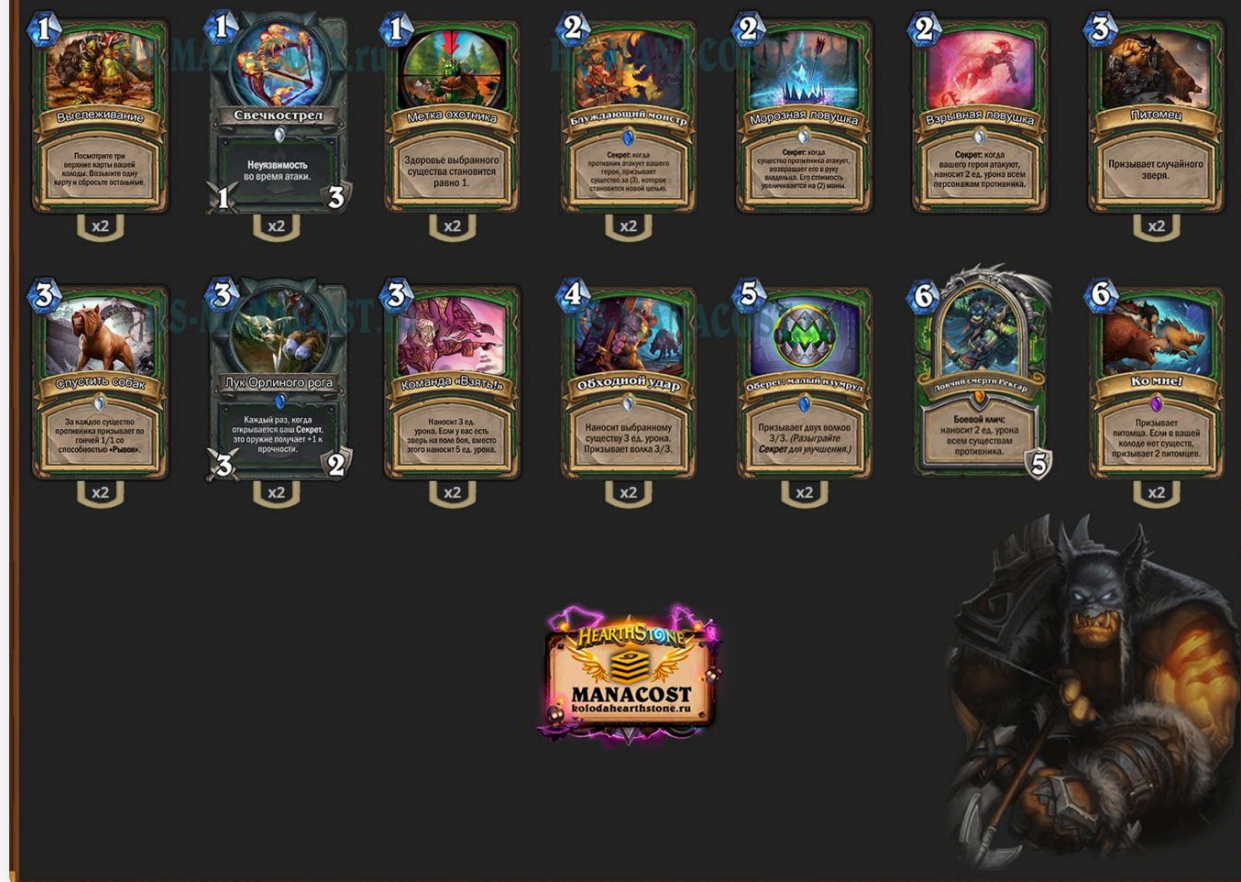 1
Выслеживание
Посмотрите три
верхние карты вашей
колоды. Возьмите одну
карту и сбросьте остальные.
x2
1
Свечкострел
Неуязвимость
во время атаки.
1
3
x2
1
Метка охотника
Здоровье выбранного
существа становится
равно 1.
x2
2
Блуждающий монстр
Секрет: когда
противник атакует вашего
героя, призывает
существо за (3), которое
становится новой целью.
x2
2
Морозная ловушка
Секрет: когда
существо противника атакует,
возвращает его в руку
владельца. Его стоимость
увеличивается на (2) маны.
2
Взрывная ловушка
Секрет: когда
вашего героя атакуют,
наносит 2 ед. урона всем
персонажам противника.
3
Питомец
Призывает случайного
зверя.
x2
3
Спустить собак
За каждое существо
противника призывает по
гончей 1/1 со
способностью «Рывок».
x2
3
Лук Орлиного рога
Каждый раз, когда
открывается ваш Секрет,
это оружие получает +1 к
прочности.
3
2
x2
3
Команда «Взять!»
Наносит 3 ед.
урона. Если у вас есть
зверь на поле боя, вместо
этого наносит 5 ед. урона.
x2
4
Обходной удар
Наносит выбранному
существу 3 ед. урона.
Призывает волка 3/3.
x2
5
Оберег: малый изумруд
Призывает двух волков
3/3. (Разыграйте
Секрет для улучшения.)
x2
6
Ловчий смерти Рексар
Боевой клич:
наносит 2 ед. урона
всем существам
противника.
5
6
Ко мне!
Призывает
питомца. Если в вашей
колоде нет существ,
призывает 2 питомцев.
x2
HEARTHSTONE
MANACOST
kolodahearthstone.ru